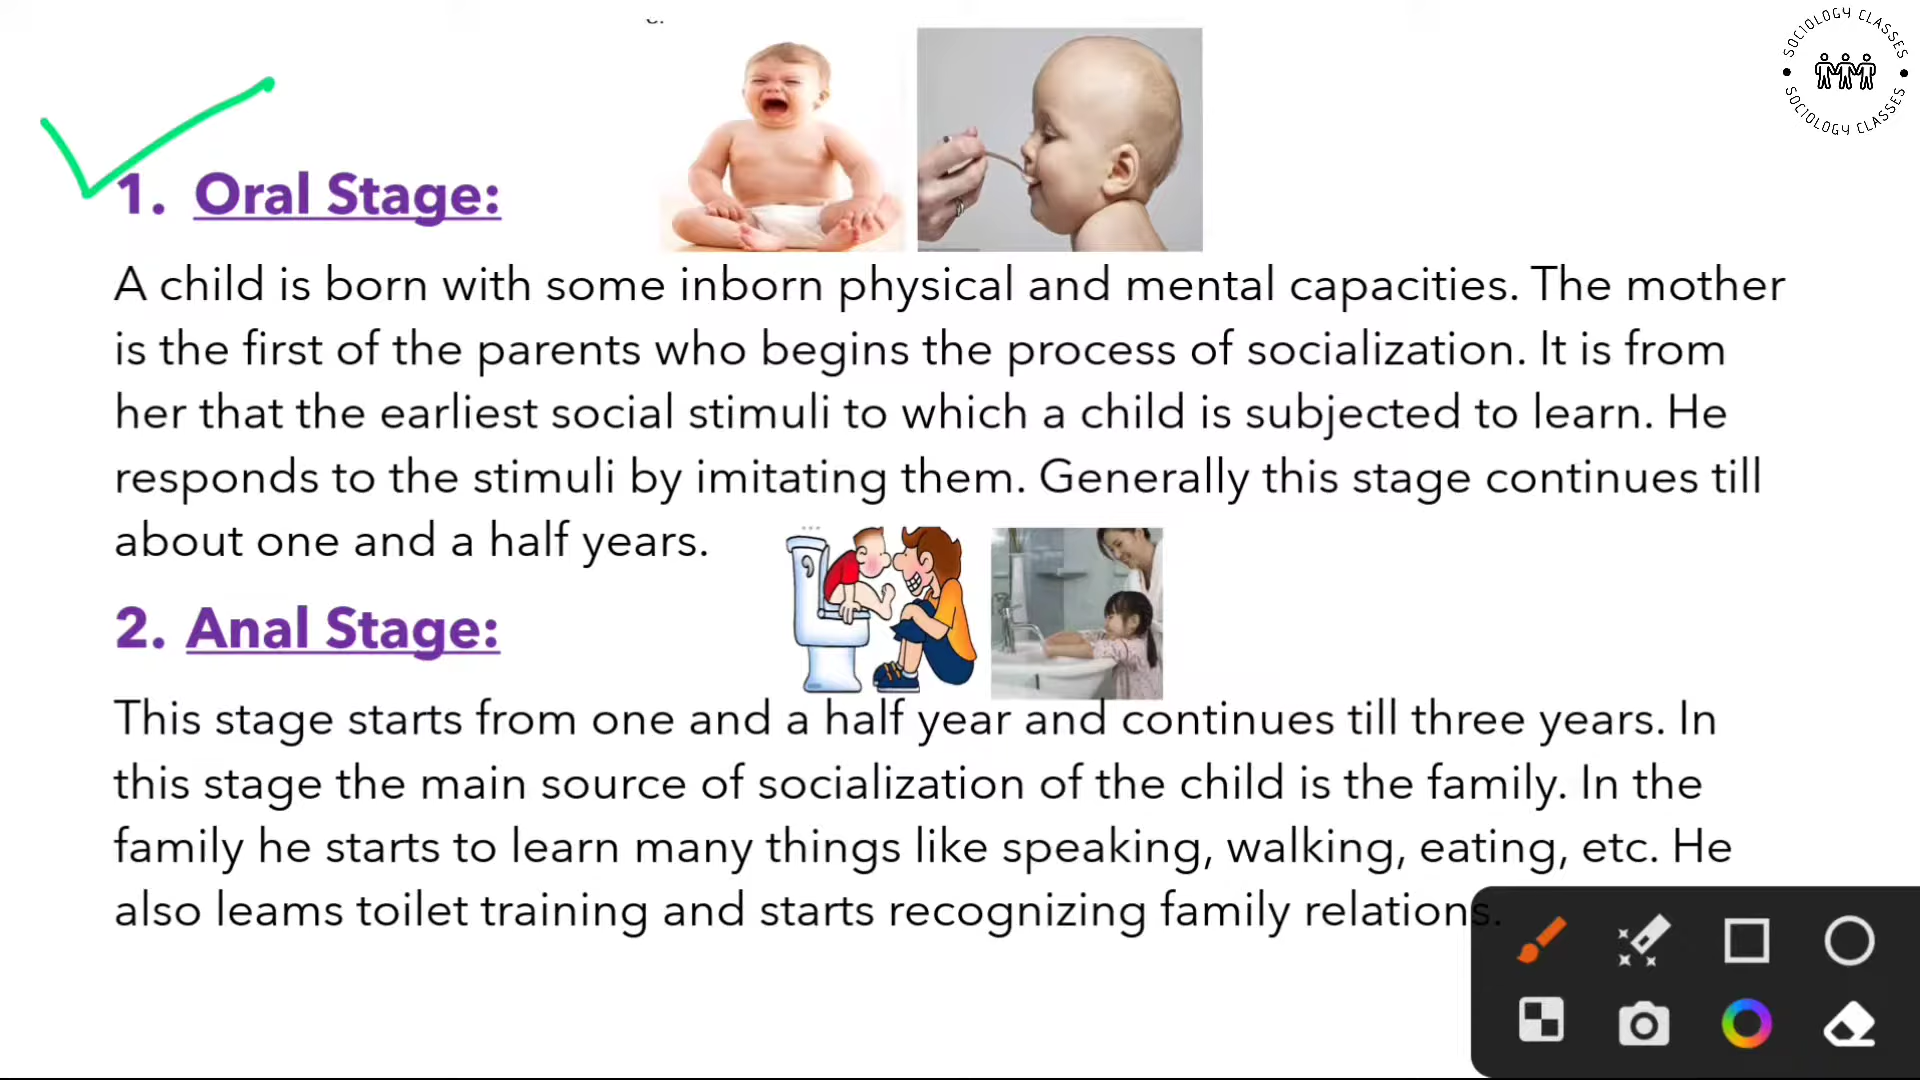 SOCIOLOGY CLASSES
SOCIOLOGY CLASSES
1. Oral Stage:
A child is born with some inborn physical and mental capacities. The mother
is the first of the parents who begins the process of socialization. It is from
her that the earliest social stimuli to which a child is subjected to learn. He
responds to the stimuli by imitating them. Generally this stage continues till
about one and a half years.
2. Anal Stage:
This stage starts from one and a half year and continues till three years. In
this stage the main source of socialization of the child is the family. In the
family he starts to learn many things like speaking, walking, eating, etc. He
also leams toilet training and starts recognizing family relations.